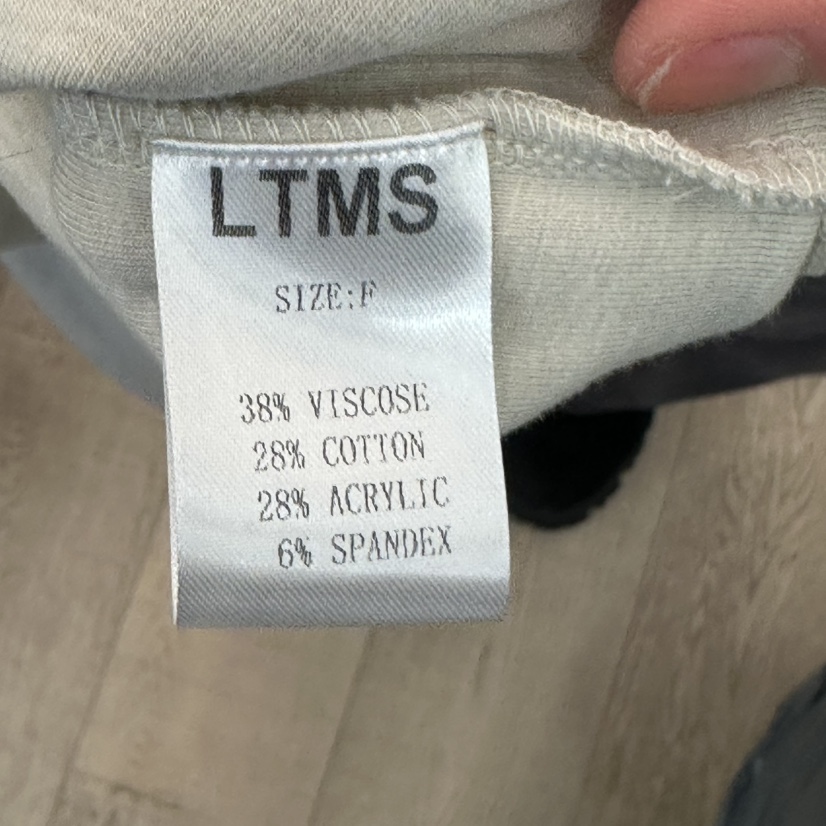 LTMS
SIZE:F
38% VISCOSE
28% COTTON
28% ACRYLIC
6% SPANDEX